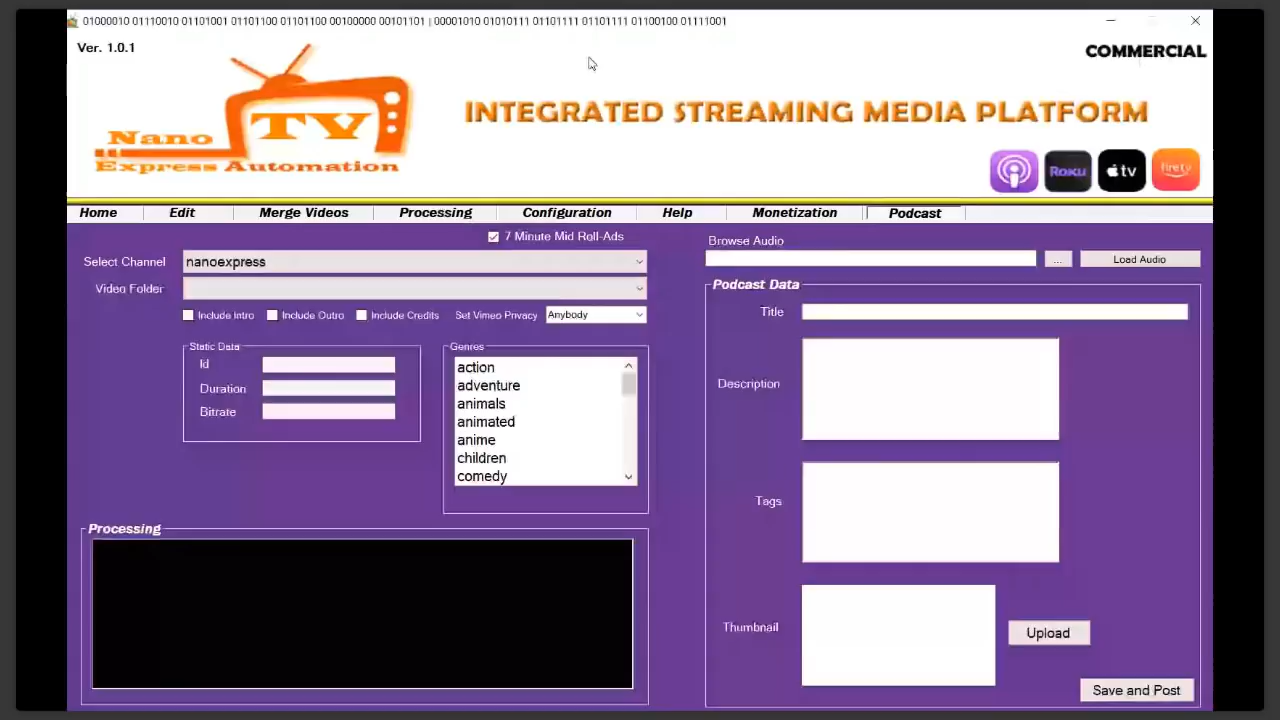 01000010 01110010 01101001 01101100 01101100 00100000 00101101 | 00001010 01010111 01101111 01101111 01100100 01111001
Ver. 1.0.1
COMMERCIAL
Nano TV
Express Automation
INTEGRATED STREAMING MEDIA PLATFORM
Roku tv firetv
Home Edit Merge Videos Processing Configuration Help Monetization Podcast
7 Minute Mid Roll-Ads
Select Channel nanoexpress
Video Folder
Include Intro Include Outro Include Credits Set Vimeo Privacy Anybody
Static Data
Id
Duration
Bitrate
Genres
action
adventure
animals
animated
anime
children
comedy
Processing
Browse Audio
... Load Audio
Podcast Data
Title
Description
Tags
Thumbnail
Upload
Save and Post